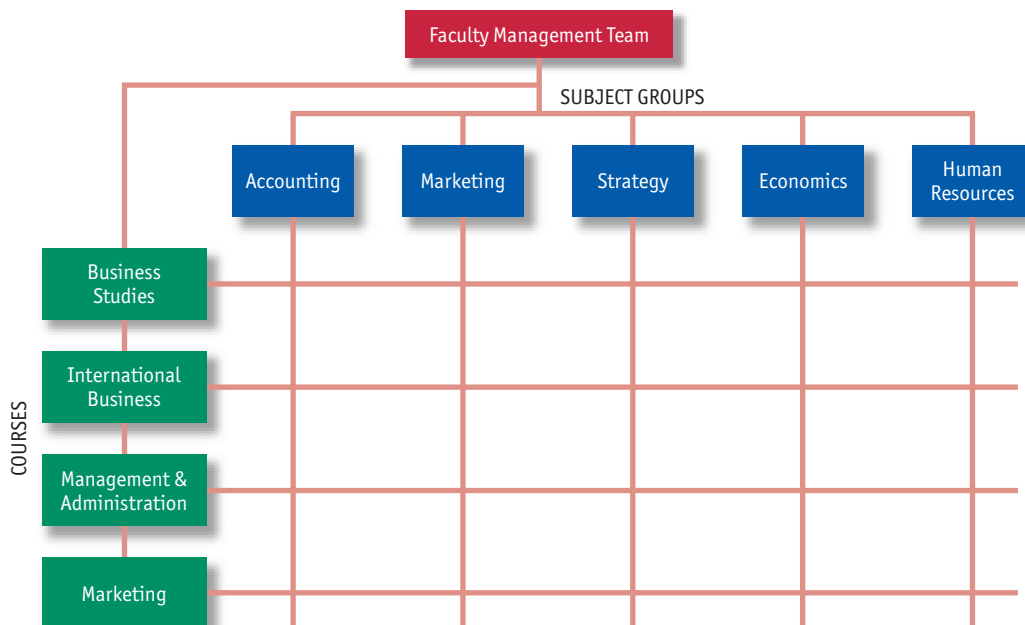 Faculty Management Team
SUBJECT GROUPS
Accounting
Marketing
Strategy
Economics
Human
Resources
COURSES
Business
Studies
International
Business
Management &
Administration
Marketing